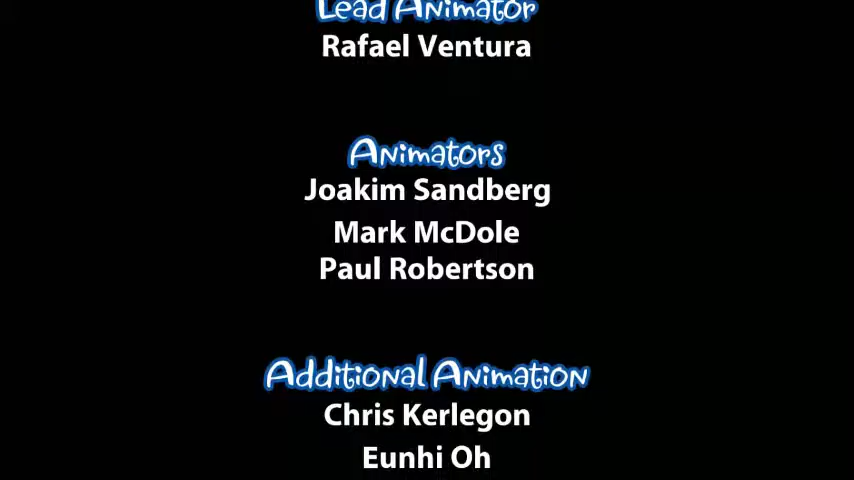 Lead Animator
Rafael Ventura
Animators
Joakim Sandberg
Mark McDole
Paul Robertson
Additional Animation
Chris Kerlegon
Eunhi Oh